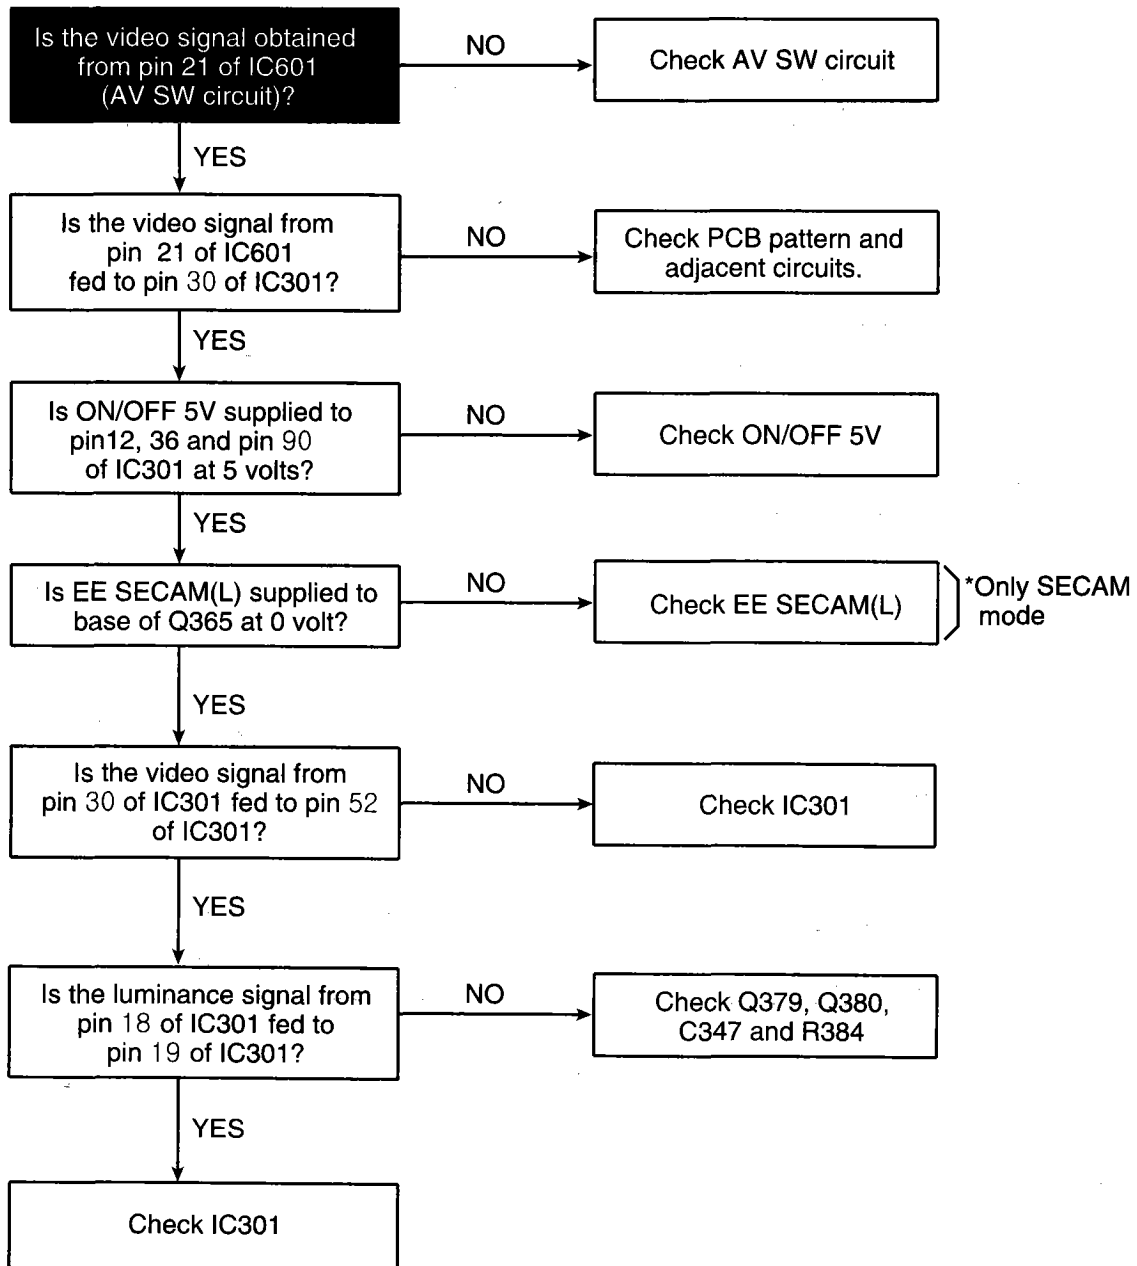 Is the video signal obtained
from pin 21 of IC601
(AV SW circuit)?
NO
Check AV SW circuit
YES
Is the video signal from
pin 21 of IC601
fed to pin 30 of IC301?
NO
Check PCB pattern and
adjacent circuits.
YES
Is ON/OFF 5V supplied to
pin12, 36 and pin 90
of IC301 at 5 volts?
NO
Check ON/OFF 5V
YES
Is EE SECAM(L) supplied to
base of Q365 at 0 volt?
NO
Check EE SECAM(L)
*Only SECAM
mode
YES
Is the video signal from
pin 30 of IC301 fed to pin 52
of IC301?
NO
Check IC301
YES
Is the luminance signal from
pin 18 of IC301 fed to
pin 19 of IC301?
NO
Check Q379, Q380,
C347 and R384
YES
Check IC301